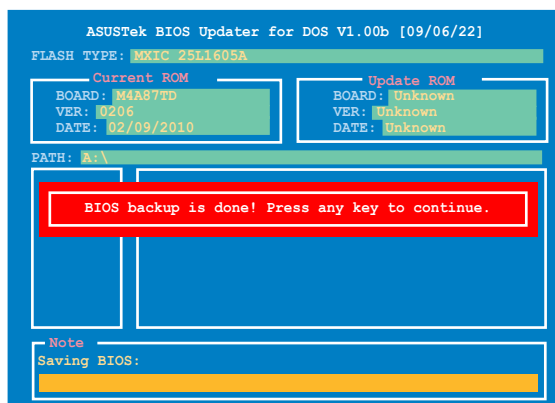 ASUSTek BIOS Updater for DOS V1.00b [09/06/22]
FLASH TYPE: MXIC 25L1605A
Current ROM
BOARD: M4A87TD
VER: 0206
DATE: 02/09/2010
Update ROM
BOARD: Unknown
VER: Unknown
DATE: Unknown
PATH: A:\
BIOS backup is done! Press any key to continue.
Note
Saving BIOS: